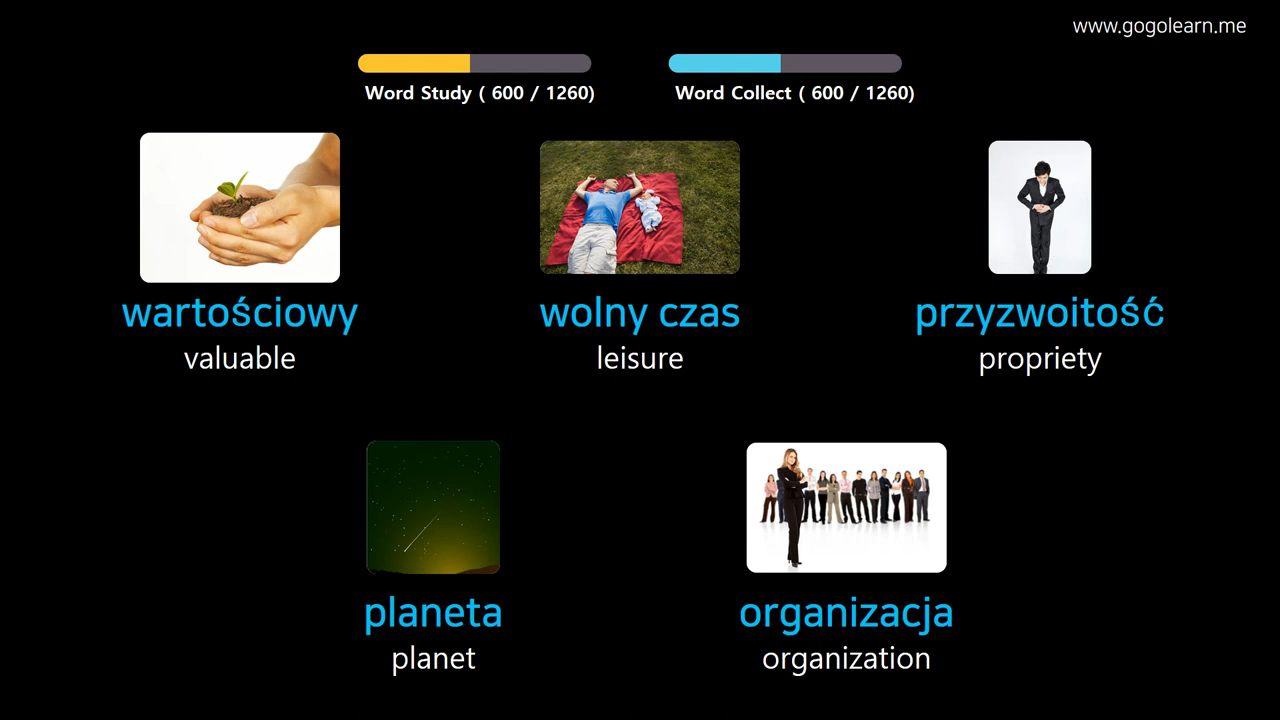 www.gogolearn.me
Word Study ( 600 / 1260)
Word Collect ( 600 / 1260)
wartościowy
valuable
wolny czas
leisure
przyzwoitość
propriety
planeta
planet
organizacja
organization